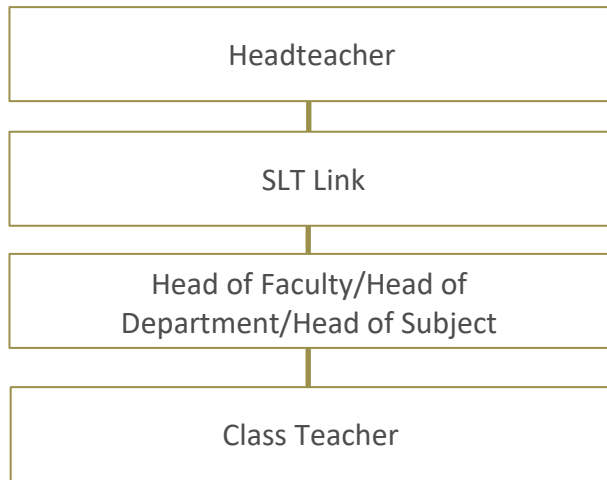 Headteacher
SLT Link
Head of Faculty/Head of
Department/Head of Subject
Class Teacher